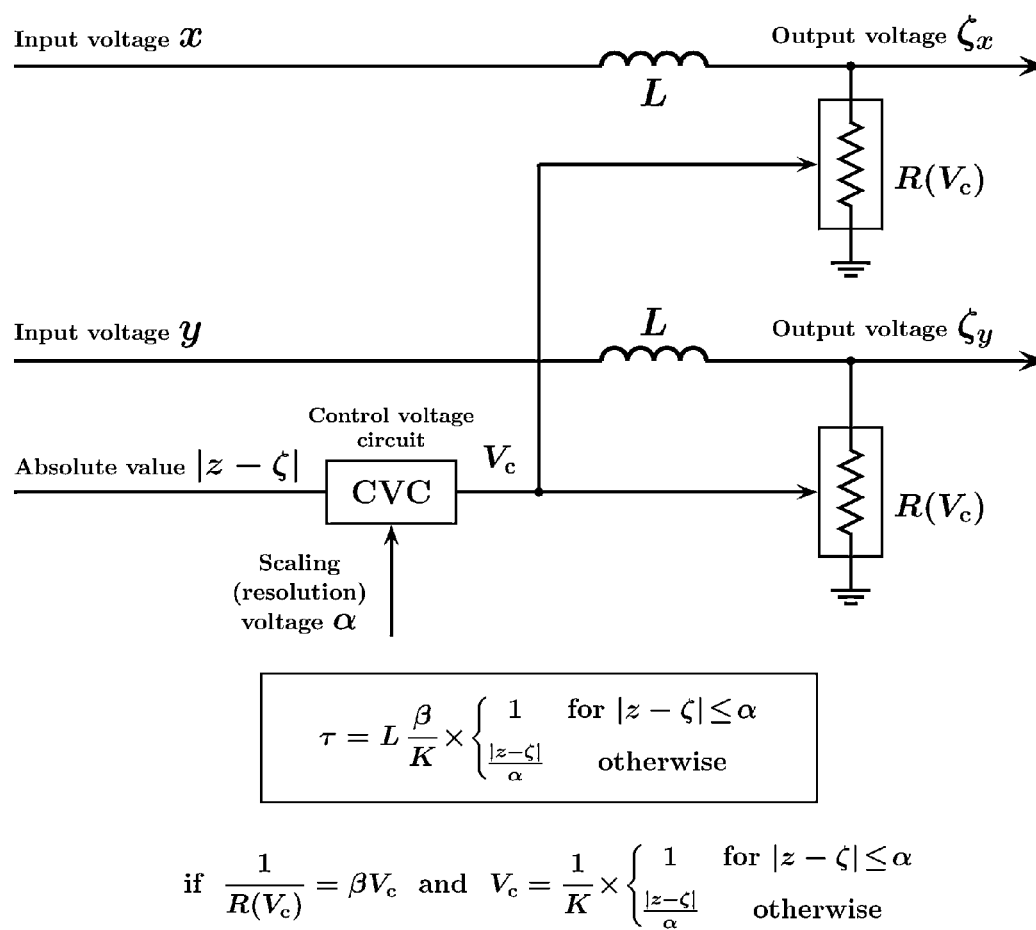 Input voltage x
Output voltage ζx
L
R(Vc)
Input voltage y
L
Output voltage ζy
Control voltage
circuit
Absolute value |z − ζ|
CVC
Vc
R(Vc)
Scaling
(resolution)
voltage α
τ = L β/K × { 1 for |z − ζ| ≤ α
|z−ζ|/α otherwise
if 1/R(Vc) = βVc and Vc = 1/K × { 1 for |z − ζ| ≤ α
|z−ζ|/α otherwise